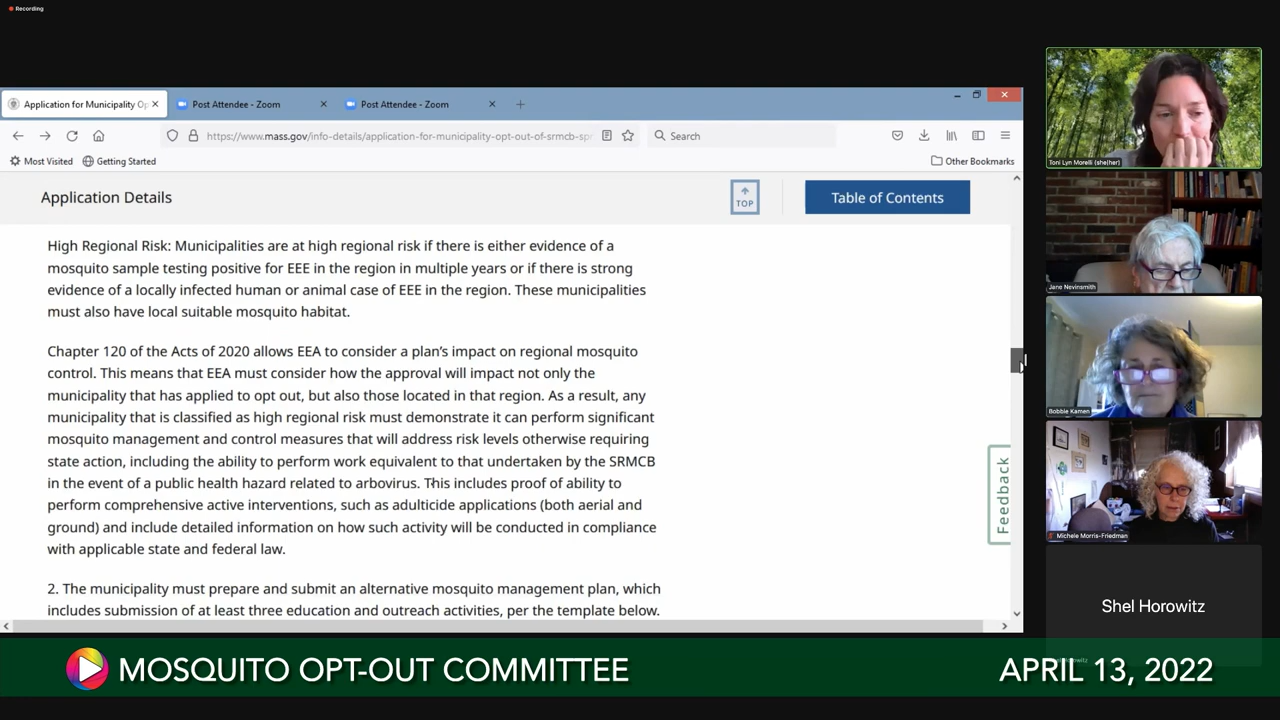 Recording
Application for Municipality Op
Post Attendee - Zoom
Post Attendee - Zoom
https://www.mass.gov/info-details/application-for-municipality-opt-out-of-srmcb-spr
Search
Most Visited
Getting Started
Other Bookmarks
Application Details
TOP
Table of Contents
High Regional Risk: Municipalities are at high regional risk if there is either evidence of a
mosquito sample testing positive for EEE in the region in multiple years or if there is strong
evidence of a locally infected human or animal case of EEE in the region. These municipalities
must also have local suitable mosquito habitat.
Chapter 120 of the Acts of 2020 allows EEA to consider a plan's impact on regional mosquito
control. This means that EEA must consider how the approval will impact not only the
municipality that has applied to opt out, but also those located in that region. As a result, any
municipality that is classified as high regional risk must demonstrate it can perform significant
mosquito management and control measures that will address risk levels otherwise requiring
state action, including the ability to perform work equivalent to that undertaken by the SRMCB
in the event of a public health hazard related to arbovirus. This includes proof of ability to
perform comprehensive active interventions, such as adulticide applications (both aerial and
ground) and include detailed information on how such activity will be conducted in compliance
with applicable state and federal law.
2. The municipality must prepare and submit an alternative mosquito management plan, which
includes submission of at least three education and outreach activities, per the template below.
Feedback
Toni Lyn Morelli (she|her)
Jane Nevinsmith
Bobbie Kamen
Michele Morris-Friedman
Shel Horowitz
MOSQUITO OPT-OUT COMMITTEE
APRIL 13, 2022